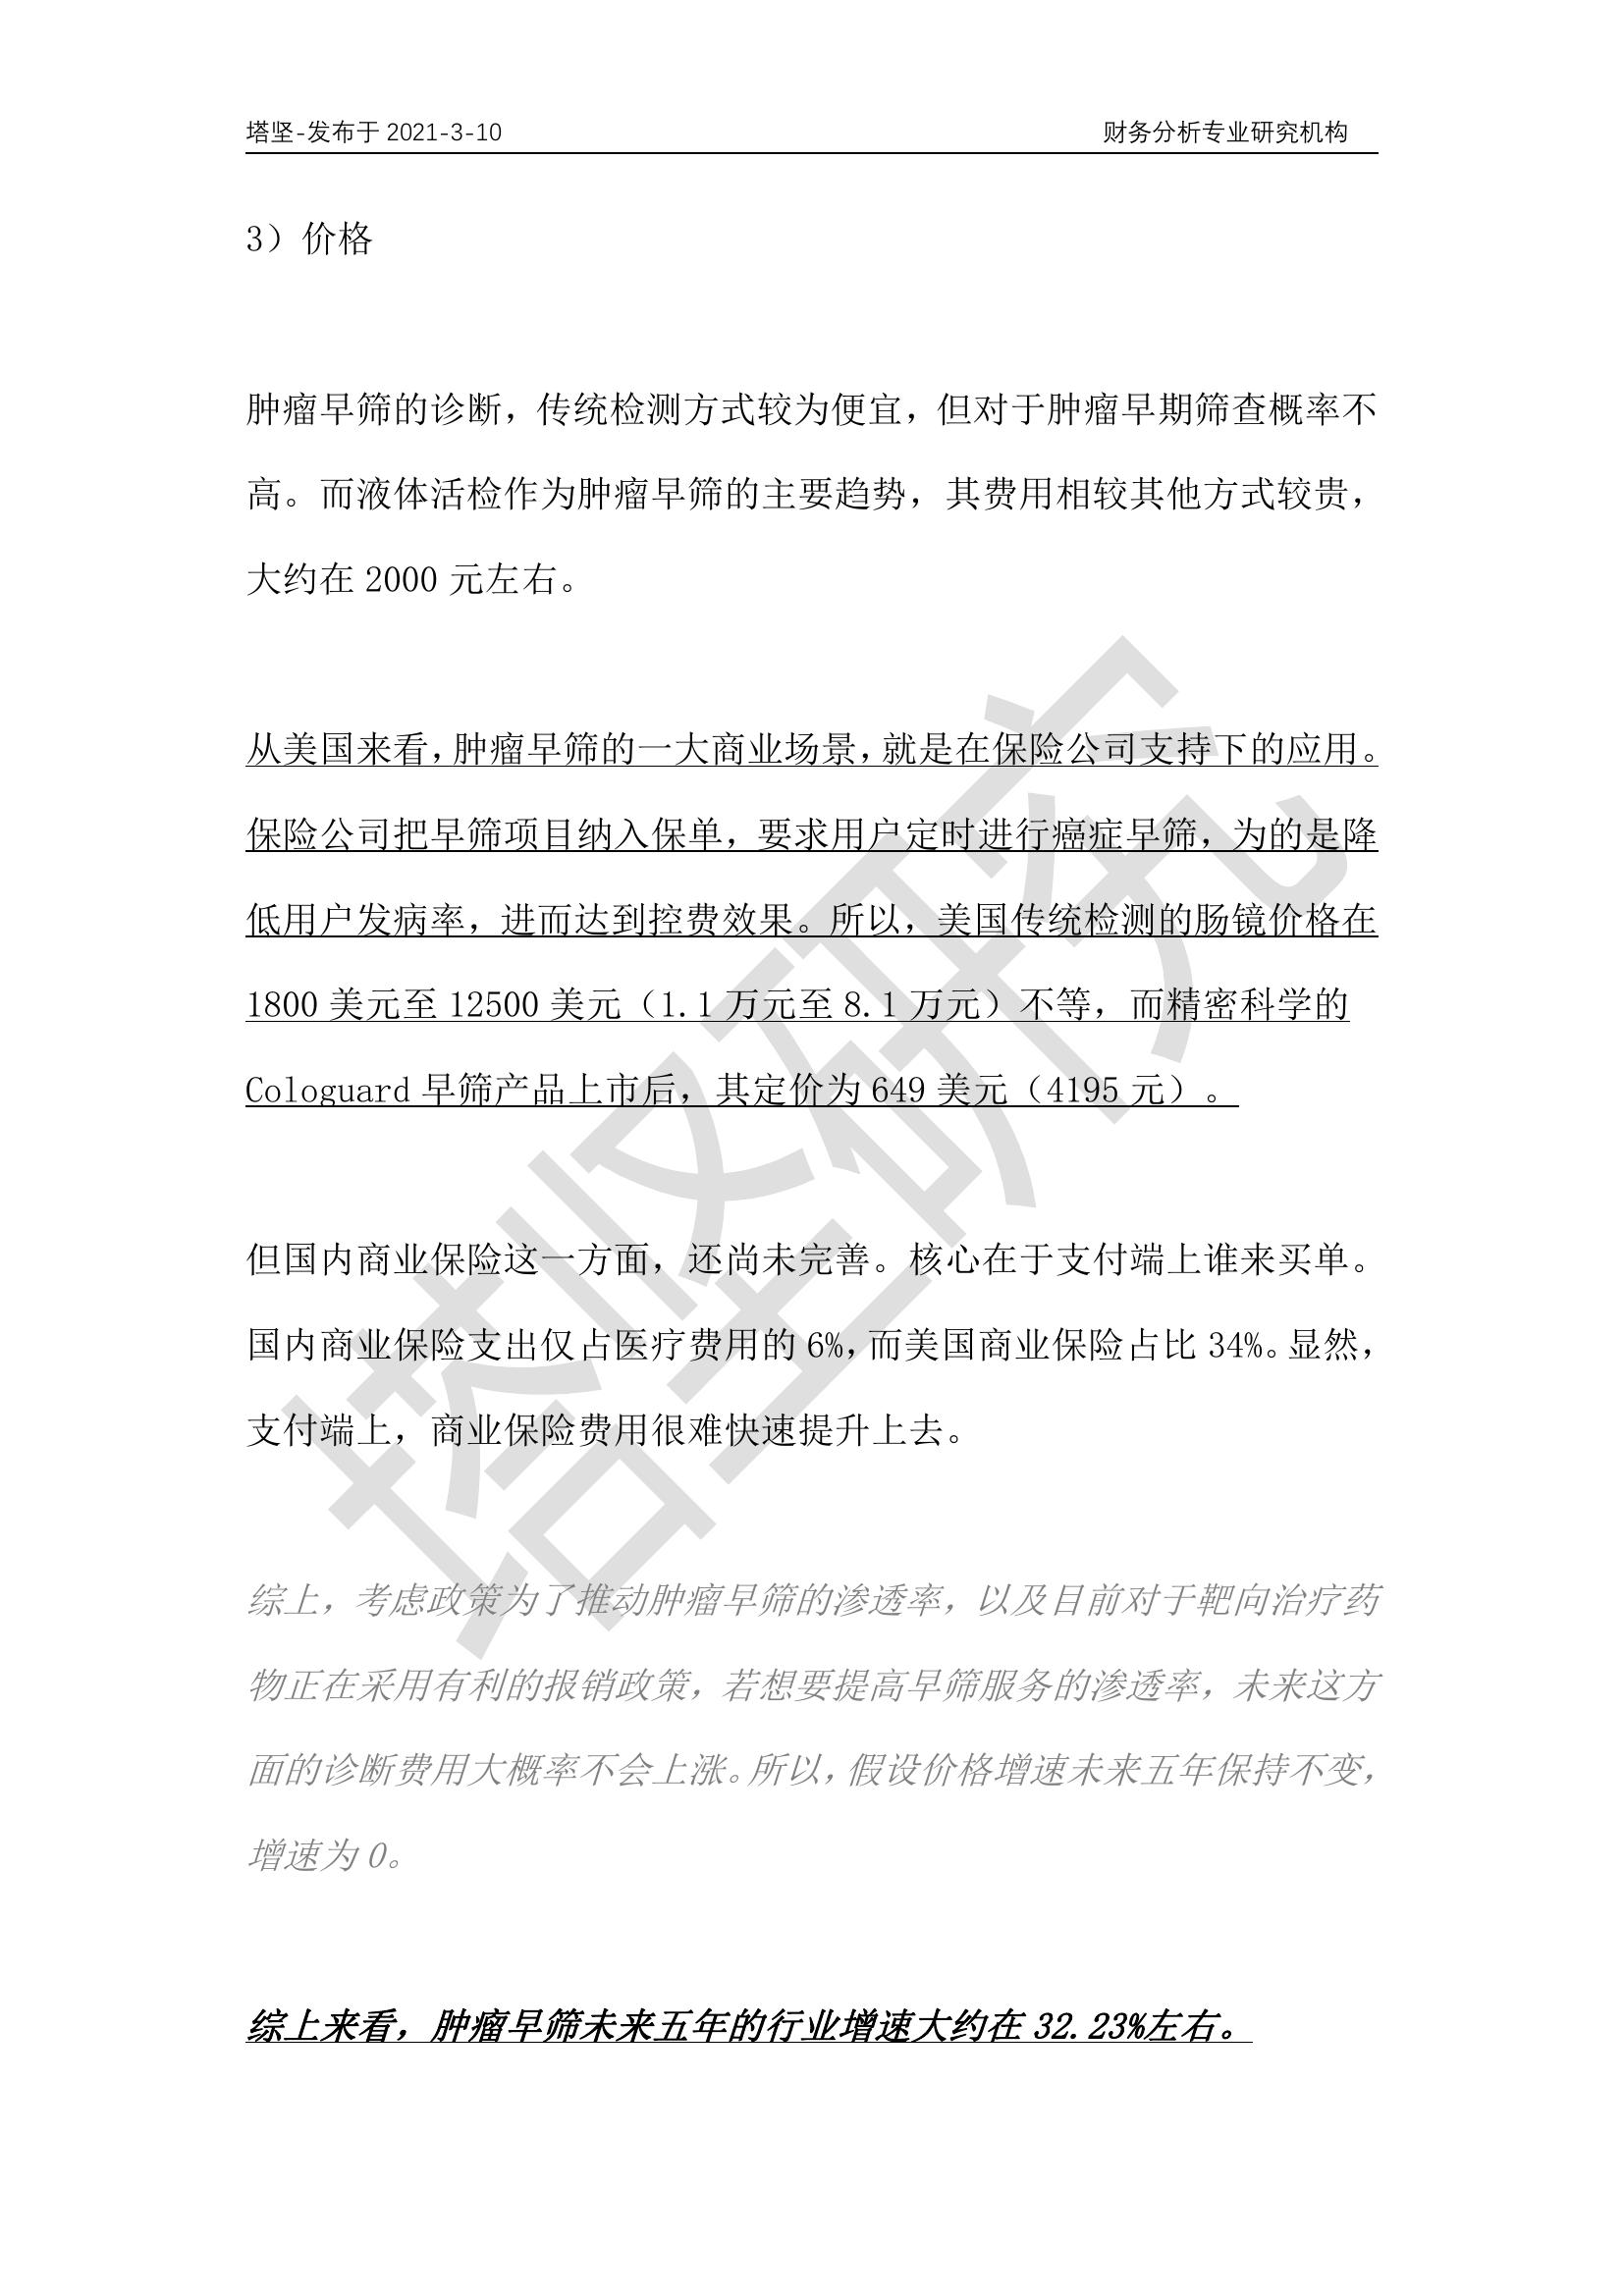 塔坚-发布于 2021-3-10 财务分析专业研究机构
3）价格
肿瘤早筛的诊断，传统检测方式较为便宜，但对于肿瘤早期筛查概率不
高。而液体活检作为肿瘤早筛的主要趋势，其费用相较其他方式较贵，
大约在 2000 元左右。
从美国来看，肿瘤早筛的一大商业场景，就是在保险公司支持下的应用。
保险公司把早筛项目纳入保单，要求用户定时进行癌症早筛，为的是降
低用户发病率，进而达到控费效果。所以，美国传统检测的肠镜价格在
1800 美元至 12500 美元（1.1 万元至 8.1 万元）不等，而精密科学的
Cologuard 早筛产品上市后，其定价为 649 美元（4195 元）。
但国内商业保险这一方面，还尚未完善。核心在于支付端上谁来买单。
国内商业保险支出仅占医疗费用的 6%，而美国商业保险占比 34%。显然，
支付端上，商业保险费用很难快速提升上去。
综上，考虑政策为了推动肿瘤早筛的渗透率，以及目前对于靶向治疗药
物正在采用有利的报销政策，若想要提高早筛服务的渗透率，未来这方
面的诊断费用大概率不会上涨。所以，假设价格增速未来五年保持不变，
增速为 0。
综上来看，肿瘤早筛未来五年的行业增速大约在 32.23%左右。
塔坚研究